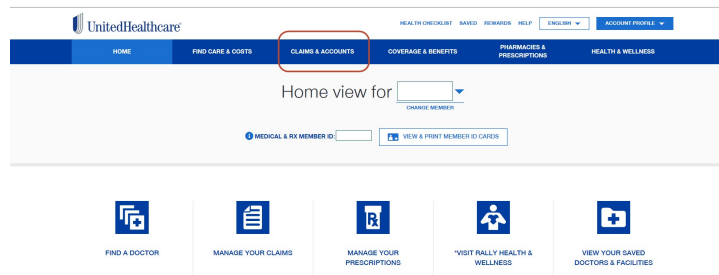 UnitedHealthcare®
HEALTH CHECKLIST SAVED REWARDS HELP ENGLISH ACCOUNT PROFILE
HOME FIND CARE & COSTS CLAIMS & ACCOUNTS COVERAGE & BENEFITS PHARMACIES & PRESCRIPTIONS HEALTH & WELLNESS
Home view for
CHANGE MEMBER
MEDICAL & RX MEMBER ID: VIEW & PRINT MEMBER ID CARDS
FIND A DOCTOR
MANAGE YOUR CLAIMS
MANAGE YOUR
PRESCRIPTIONS
*VISIT RALLY HEALTH &
WELLNESS
VIEW YOUR SAVED
DOCTORS & FACILITIES